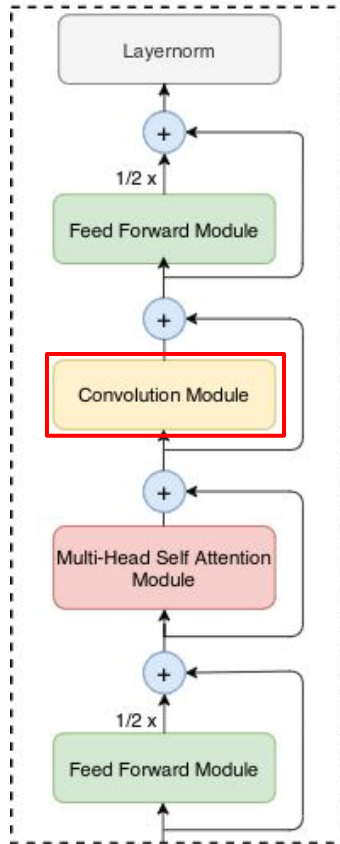 Layernorm
+
1/2 x
Feed Forward Module
+
Convolution Module
+
Multi-Head Self Attention
Module
+
1/2 x
Feed Forward Module